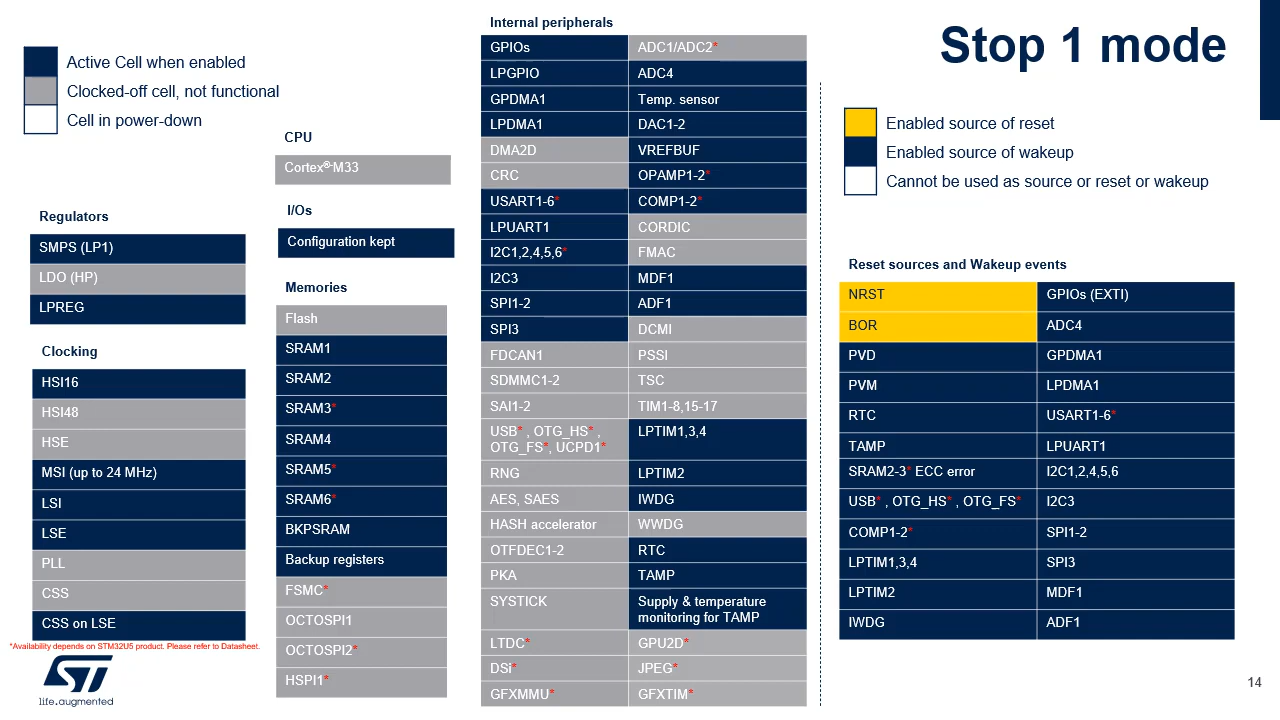 Stop 1 mode
Active Cell when enabled
Clocked-off cell, not functional
Cell in power-down
Regulators
SMPS (LP1)
LDO (HP)
LPREG
Clocking
HSI16
HSI48
HSE
MSI (up to 24 MHz)
LSI
LSE
PLL
CSS
CSS on LSE
*Availability depends on STM32U5 product. Please refer to Datasheet.
CPU
Cortex®-M33
I/Os
Configuration kept
Memories
Flash
SRAM1
SRAM2
SRAM3*
SRAM4
SRAM5*
SRAM6*
BKPSRAM
Backup registers
FSMC*
OCTOSPI1
OCTOSPI2*
HSPI1*
Internal peripherals
GPIOs ADC1/ADC2*
LPGPIO ADC4
GPDMA1 Temp. sensor
LPDMA1 DAC1-2
DMA2D VREFBUF
CRC OPAMP1-2*
USART1-6* COMP1-2*
LPUART1 CORDIC
I2C1,2,4,5,6* FMAC
I2C3 MDF1
SPI1-2 ADF1
SPI3 DCMI
FDCAN1 PSSI
SDMMC1-2 TSC
SAI1-2 TIM1-8,15-17
USB* , OTG_HS* , LPTIM1,3,4
OTG_FS*, UCPD1*
RNG LPTIM2
AES, SAES IWDG
HASH accelerator WWDG
OTFDEC1-2 RTC
PKA TAMP
SYSTICK Supply & temperature
monitoring for TAMP
LTDC* GPU2D*
DSi* JPEG*
GFXMMU* GFXTIM*
Enabled source of reset
Enabled source of wakeup
Cannot be used as source or reset or wakeup
Reset sources and Wakeup events
NRST GPIOs (EXTI)
BOR ADC4
PVD GPDMA1
PVM LPDMA1
RTC USART1-6*
TAMP LPUART1
SRAM2-3* ECC error I2C1,2,4,5,6
USB* , OTG_HS* , OTG_FS* I2C3
COMP1-2* SPI1-2
LPTIM1,3,4 SPI3
LPTIM2 MDF1
IWDG ADF1
ST
life.augmented
14